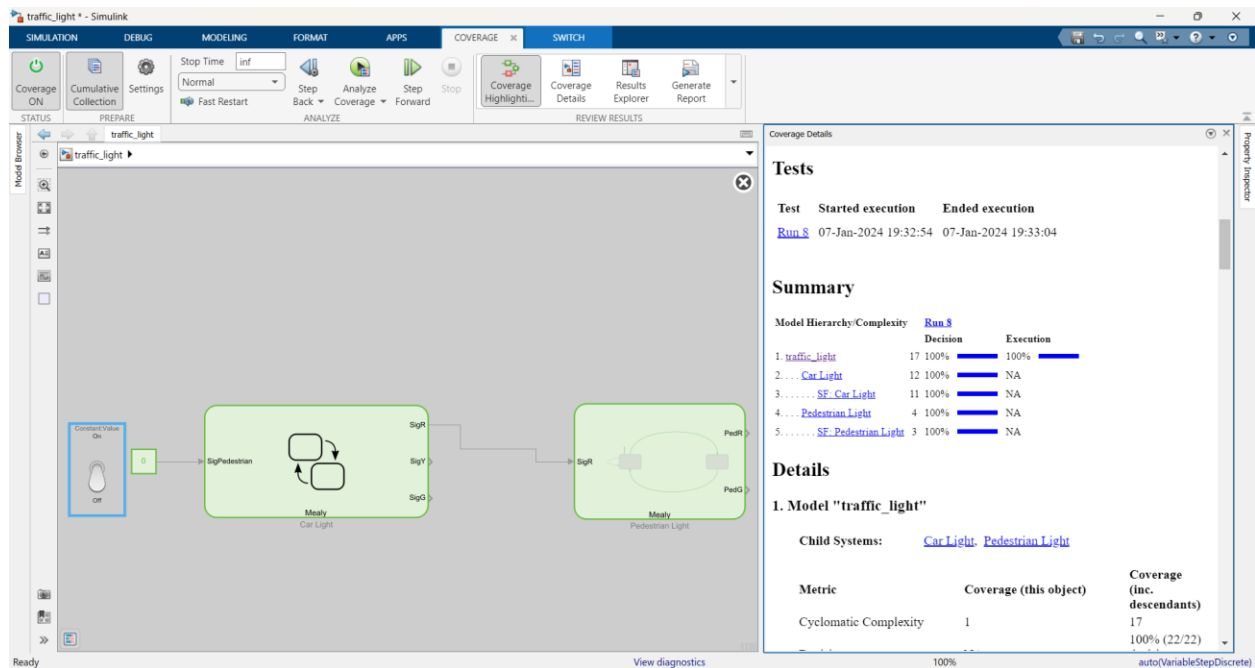 traffic_light * - Simulink
SIMULATION DEBUG MODELING FORMAT APPS COVERAGE SWITCH
Coverage ON
Cumulative Collection
Settings
Stop Time inf
Normal
Fast Restart
Step Back
Analyze Coverage
Step Forward
Stop
Coverage Highlighti...
Coverage Details
Results Explorer
Generate Report
STATUS PREPARE ANALYZE REVIEW RESULTS
Model Browser
traffic_light
traffic_light
Constant:Value
On
Off
0
SigPedestrian
SigR
SigY
SigG
Mealy
Car Light
SigR
PedR
PedG
Mealy
Pedestrian Light
Coverage Details
Property Inspector
Tests
Test Started execution Ended execution
Run 8 07-Jan-2024 19:32:54 07-Jan-2024 19:33:04
Summary
Model Hierarchy/Complexity Run 8
Decision Execution
1. traffic_light 17 100% 100%
2. . . . Car Light 12 100% NA
3. . . . . . . SF: Car Light 11 100% NA
4. . . . Pedestrian Light 4 100% NA
5. . . . . . . SF: Pedestrian Light 3 100% NA
Details
1. Model "traffic_light"
Child Systems: Car Light, Pedestrian Light
Metric Coverage (this object) Coverage (inc. descendants)
Cyclomatic Complexity 1 17
100% (22/22)
Ready View diagnostics 100% auto(VariableStepDiscrete)